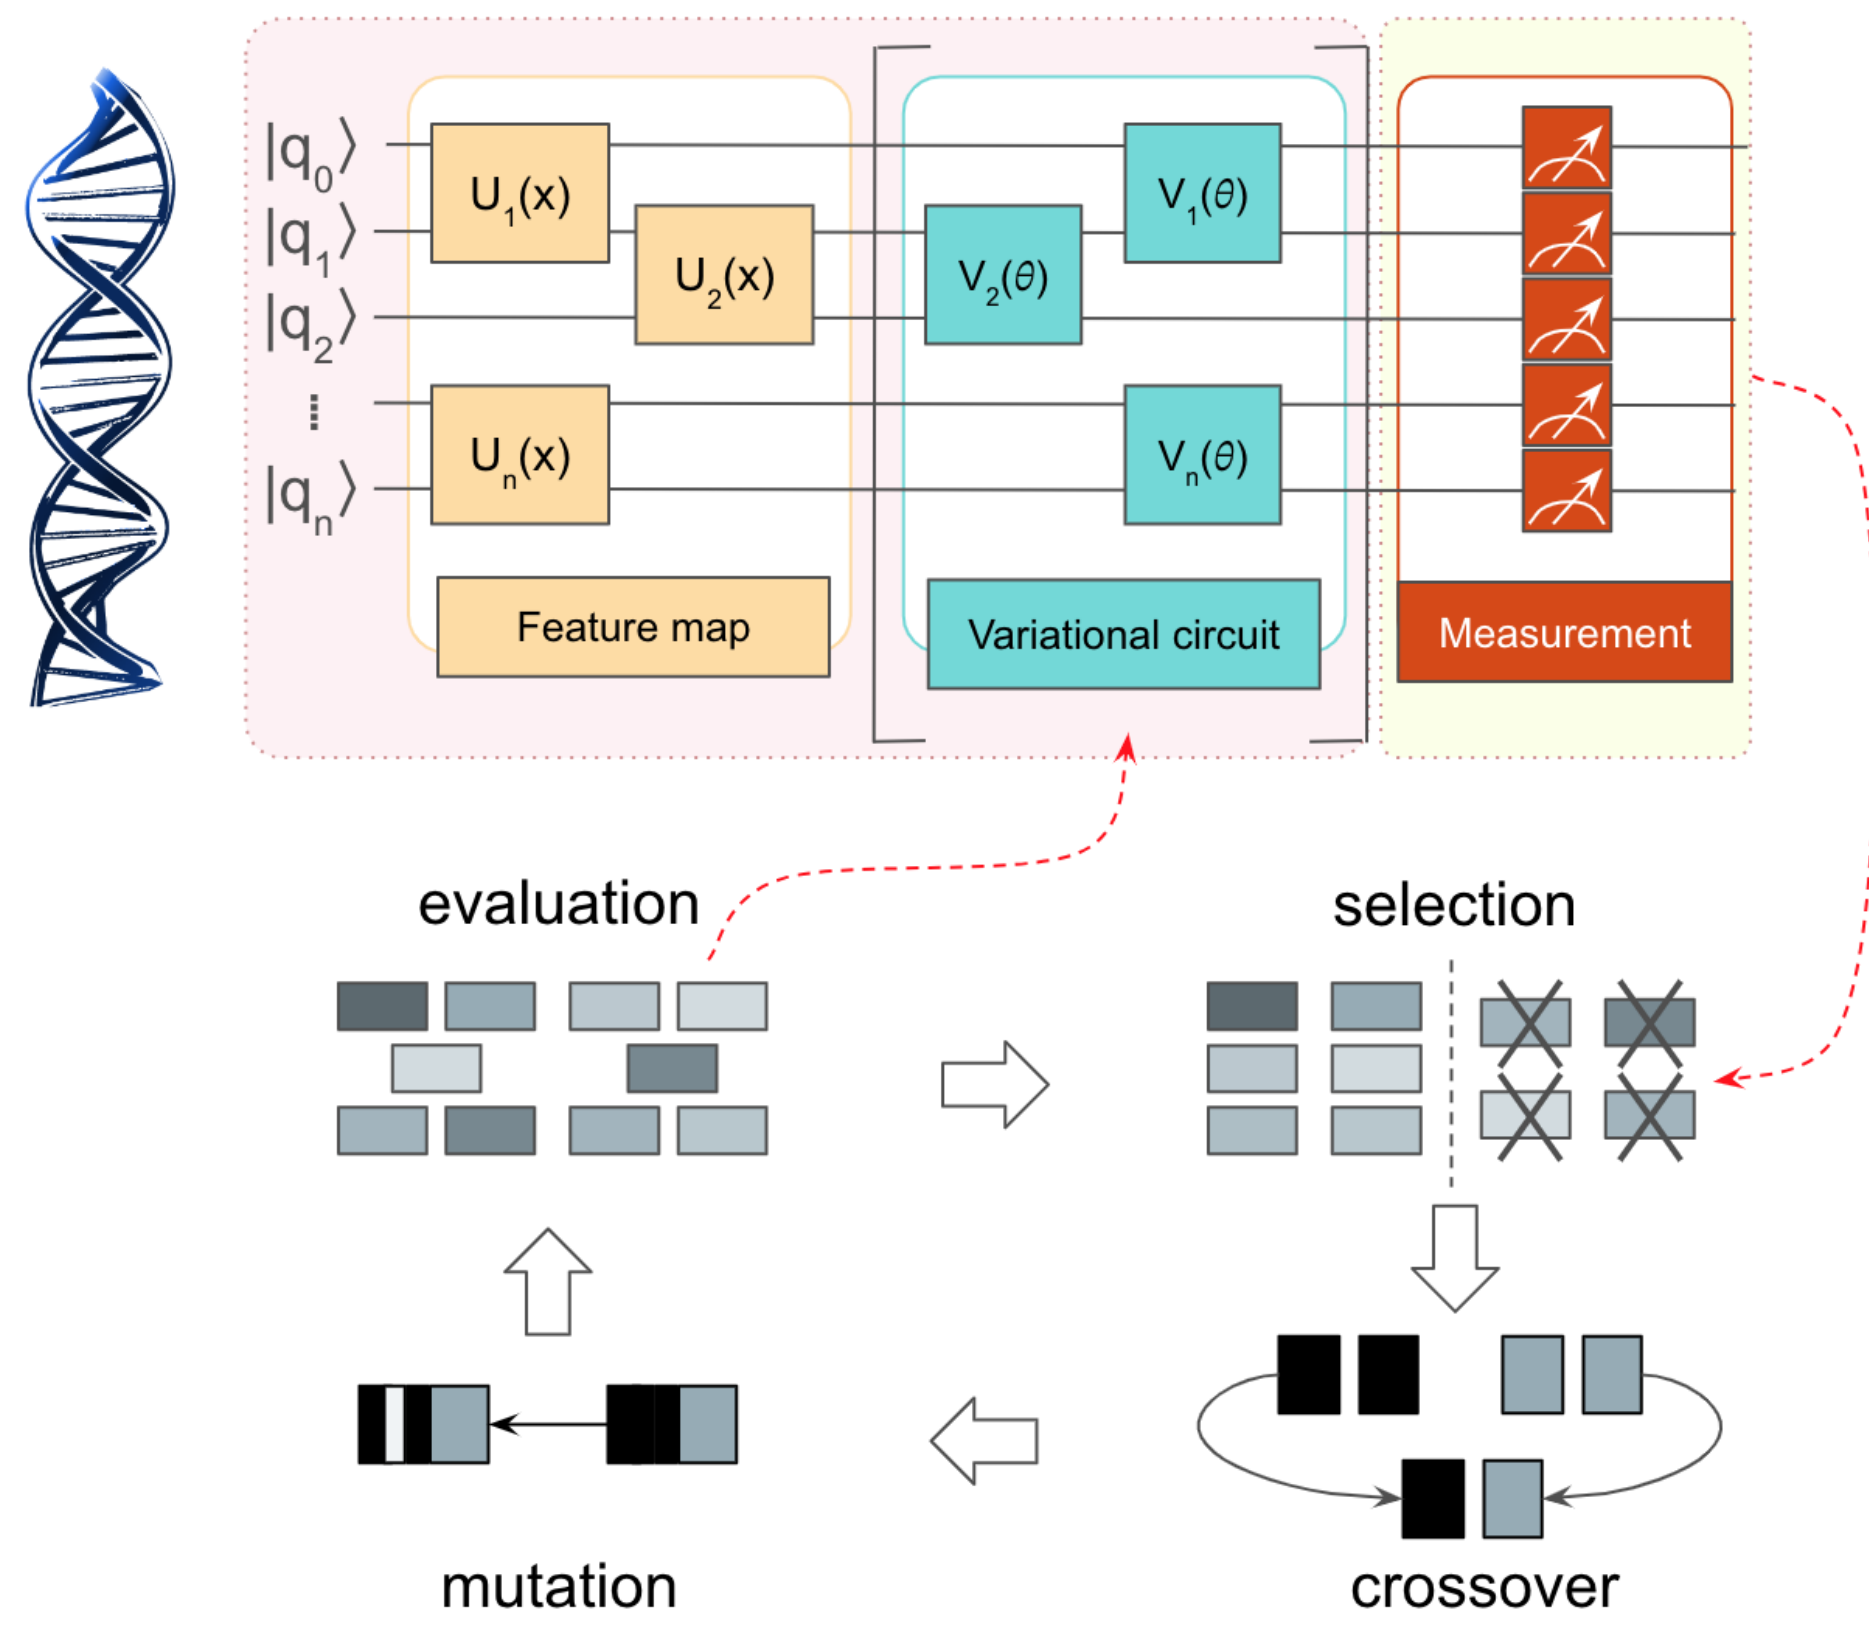 |q₀⟩
U₁(x)
V₁(θ)
|q₁⟩
U₂(x)
V₂(θ)
|q₂⟩
Uₙ(x)
Vₙ(θ)
|qₙ⟩
Feature map
Variational circuit
Measurement
evaluation
selection
mutation
crossover